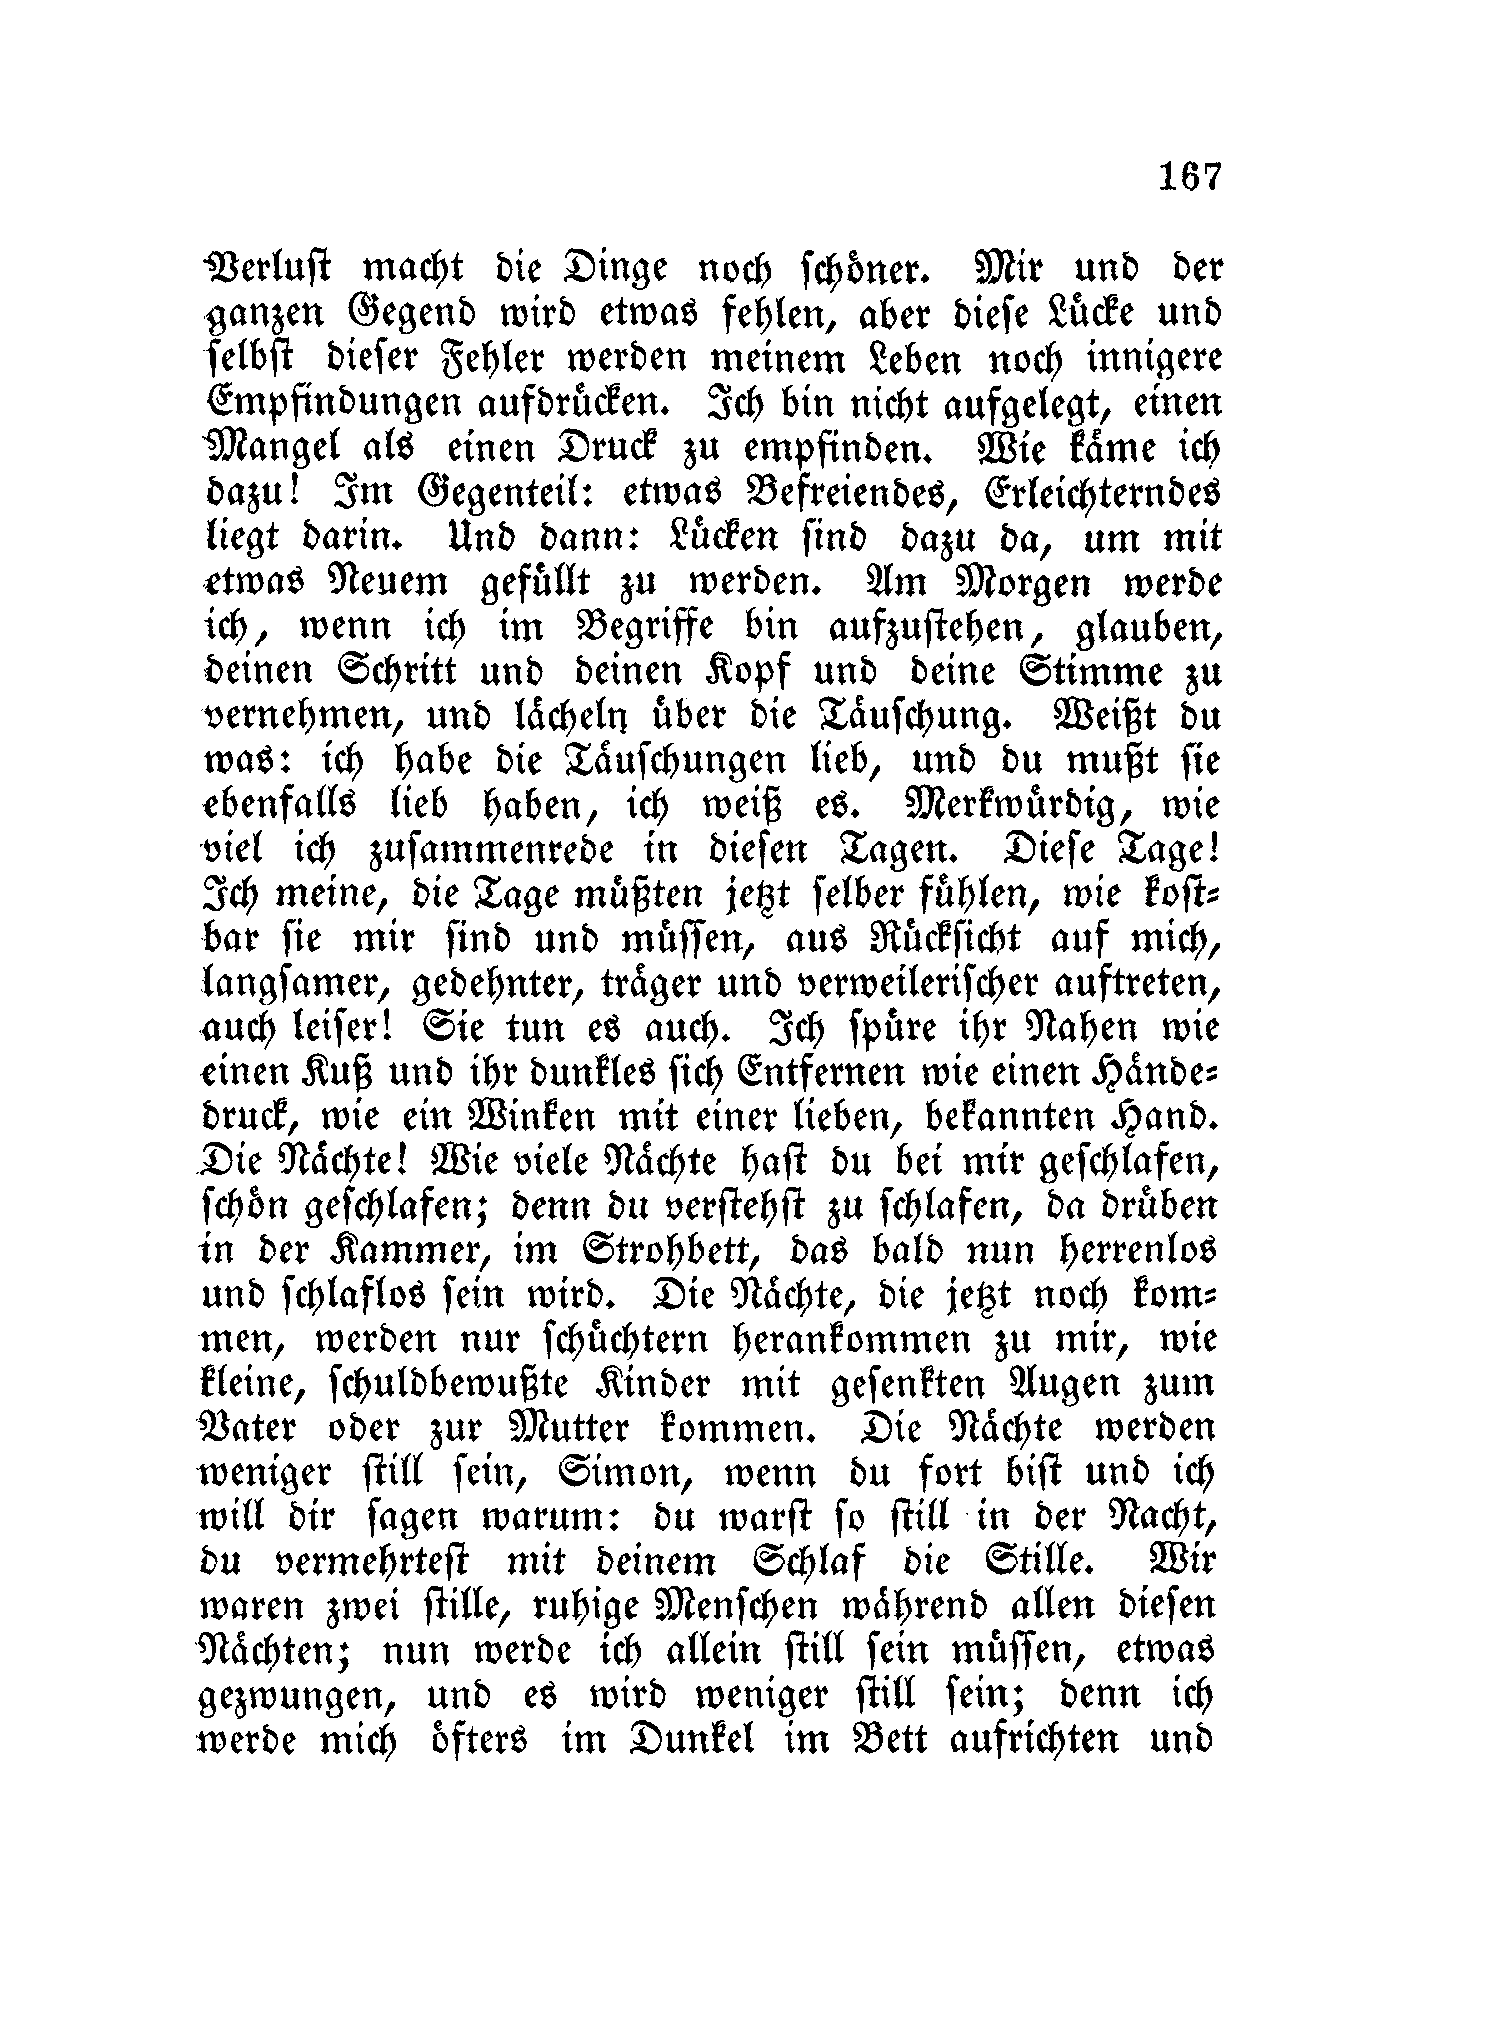 167
Verlust macht die Dinge noch schöner. Mir und der
ganzen Gegend wird etwas fehlen, aber diese Lücke und
selbst dieser Fehler werden meinem Leben noch innigere
Empfindungen aufdrücken. Ich bin nicht aufgelegt, einen
Mangel als einen Druck zu empfinden. Wie käme ich
dazu! Im Gegenteil: etwas Befreiendes, Erleichterndes
liegt darin. Und dann: Lücken sind dazu da, um mit
etwas Neuem gefüllt zu werden. Am Morgen werde
ich, wenn ich im Begriffe bin aufzustehen, glauben,
deinen Schritt und deinen Kopf und deine Stimme zu
vernehmen, und lächeln über die Täuschung. Weißt du
was: ich habe die Täuschungen lieb, und du mußt sie
ebenfalls lieb haben, ich weiß es. Merkwürdig, wie
viel ich zusammenrede in diesen Tagen. Diese Tage!
Ich meine, die Tage müßten jetzt selber fühlen, wie kost-
bar sie mir sind und müssen, aus Rücksicht auf mich,
langsamer, gedehnter, träger und verweilerischer auftreten,
auch leiser! Sie tun es auch. Ich spüre ihr Nahen wie
einen Kuß und ihr dunkles sich Entfernen wie einen Hände-
druck, wie ein Winken mit einer lieben, bekannten Hand.
Die Nächte! Wie viele Nächte hast du bei mir geschlafen,
schön geschlafen; denn du verstehst zu schlafen, da drüben
in der Kammer, im Strohbett, das bald nun herrenlos
und schlaflos sein wird. Die Nächte, die jetzt noch kom-
men, werden nur schüchtern herankommen zu mir, wie
kleine, schuldbewußte Kinder mit gesenkten Augen zum
Vater oder zur Mutter kommen. Die Nächte werden
weniger still sein, Simon, wenn du fort bist und ich
will dir sagen warum: du warst so still in der Nacht,
du vermehrtest mit deinem Schlaf die Stille. Wir
waren zwei stille, ruhige Menschen während allen diesen
Nächten; nun werde ich allein still sein müssen, etwas
gezwungen, und es wird weniger still sein; denn ich
werde mich öfters im Dunkel im Bett aufrichten und